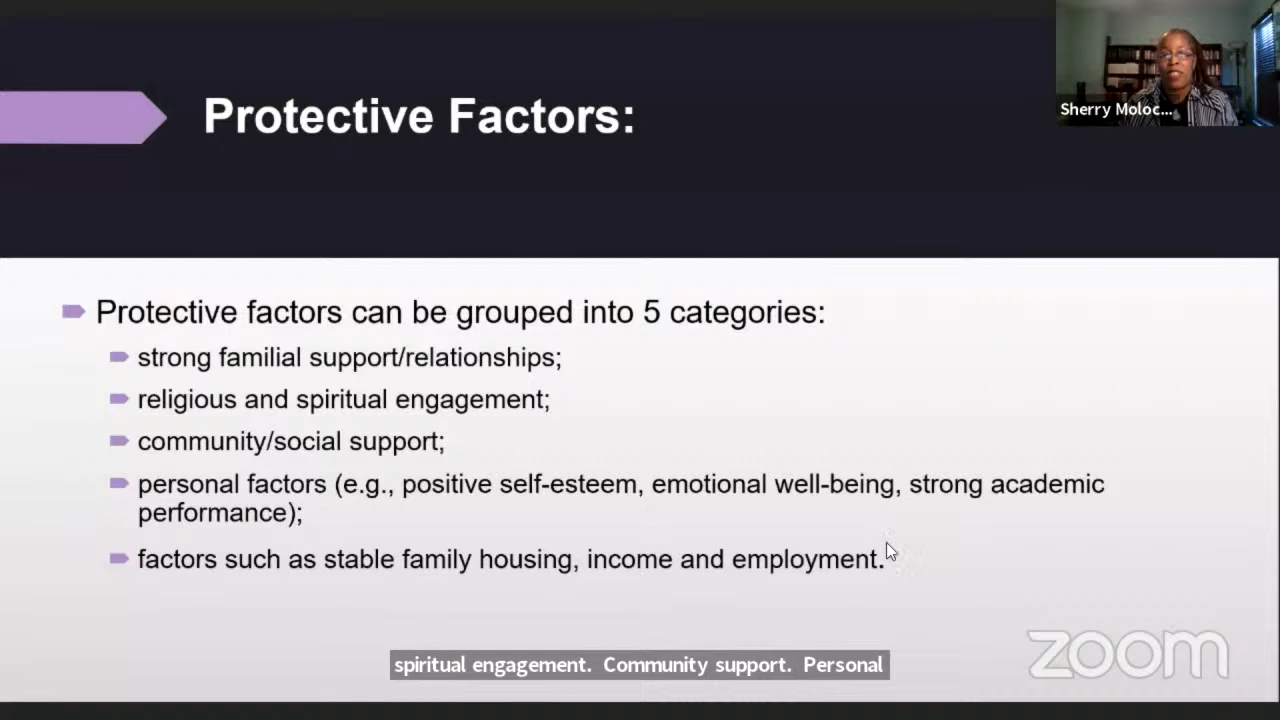 Protective Factors:
Sherry Moloc...
Protective factors can be grouped into 5 categories:
strong familial support/relationships;
religious and spiritual engagement;
community/social support;
personal factors (e.g., positive self-esteem, emotional well-being, strong academic
performance);
factors such as stable family housing, income and employment.
spiritual engagement.  Community support.  Personal
zoom